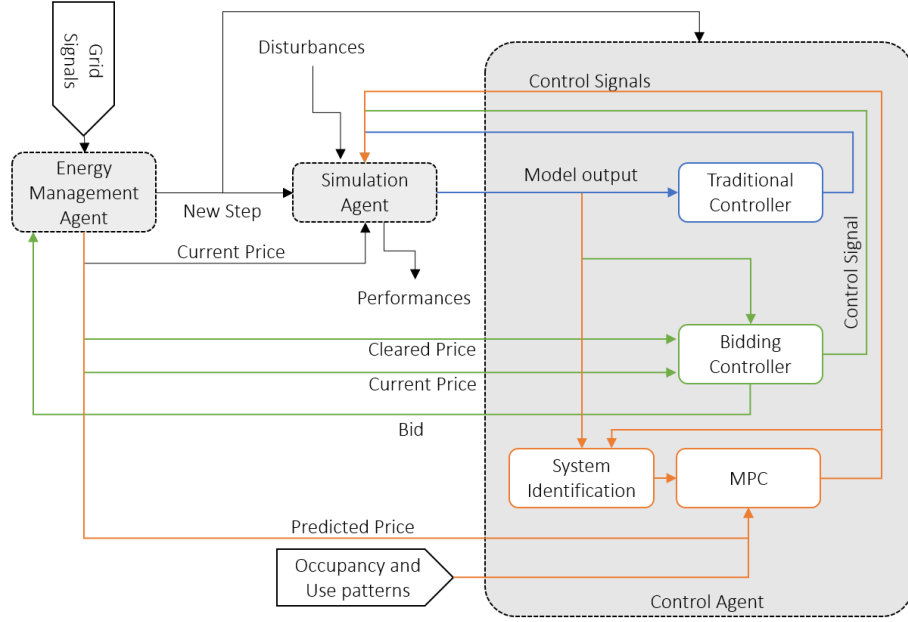 Grid
Signals
Disturbances
Control Signals
Energy
Management
Agent
Simulation
Agent
Model output
Traditional
Controller
New Step
Current Price
Performances
Control Signal
Bidding
Controller
Cleared Price
Current Price
Bid
System
Identification
MPC
Predicted Price
Occupancy and
Use patterns
Control Agent